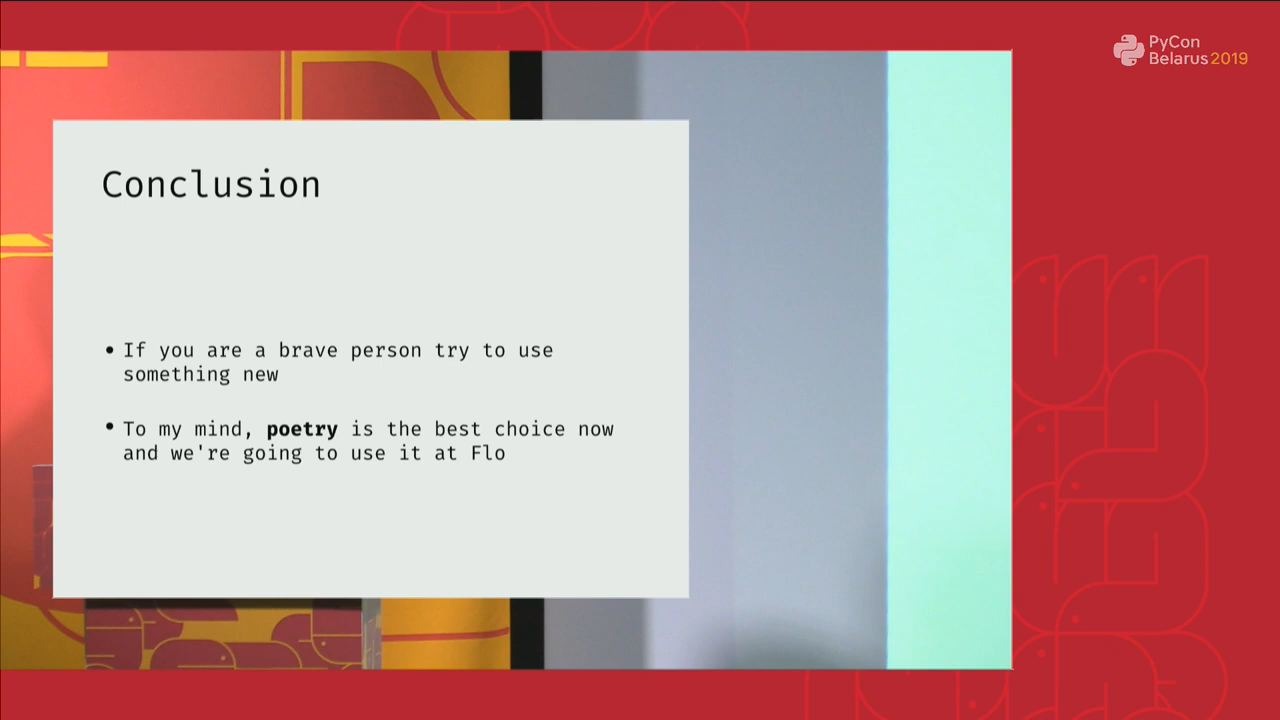 PyCon
Belarus 2019
Conclusion
• If you are a brave person try to use
something new
• To my mind, poetry is the best choice now
and we're going to use it at Flo